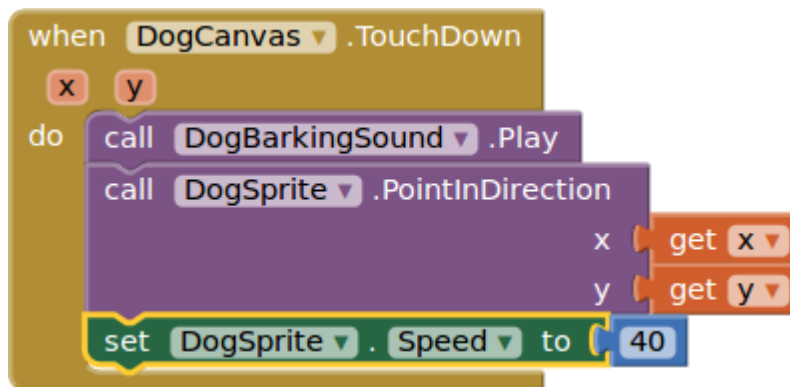 when DogCanvas .TouchDown
x y
do call DogBarkingSound .Play
call DogSprite .PointInDirection
x get x
y get y
set DogSprite . Speed to 40